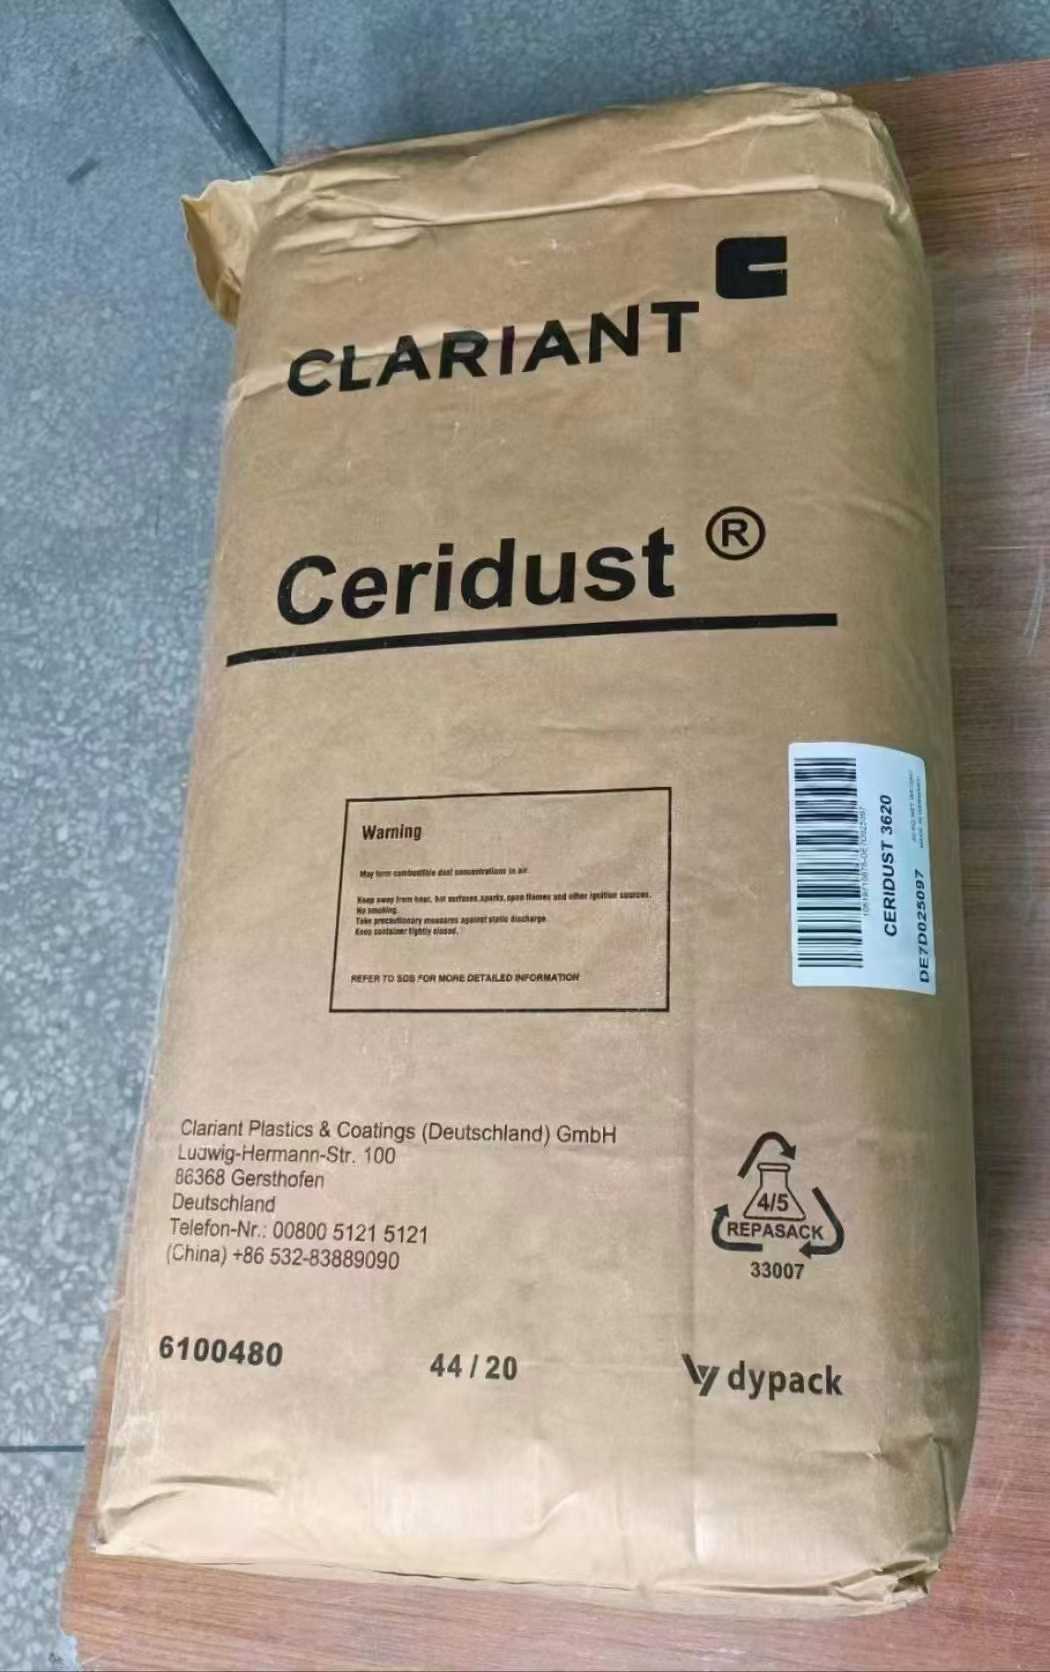 CLARIANT
Ceridust ®
Warning
May form combustible dust concentrations in air.
Keep away from heat, hot surfaces, sparks, open flames and other ignition sources.
No smoking.
Take precautionary measures against static discharge.
Keep container tightly closed.
REFER TO SDS FOR MORE DETAILED INFORMATION
CERIDUST 3620
DE7D025097
Clariant Plastics & Coatings (Deutschland) GmbH
Ludwig-Hermann-Str. 100
86368 Gersthofen
Deutschland
Telefon-Nr.: 00800 5121 5121
(China) +86 532-83889090
4/5
REPASACK
33007
6100480
44 / 20
dypack